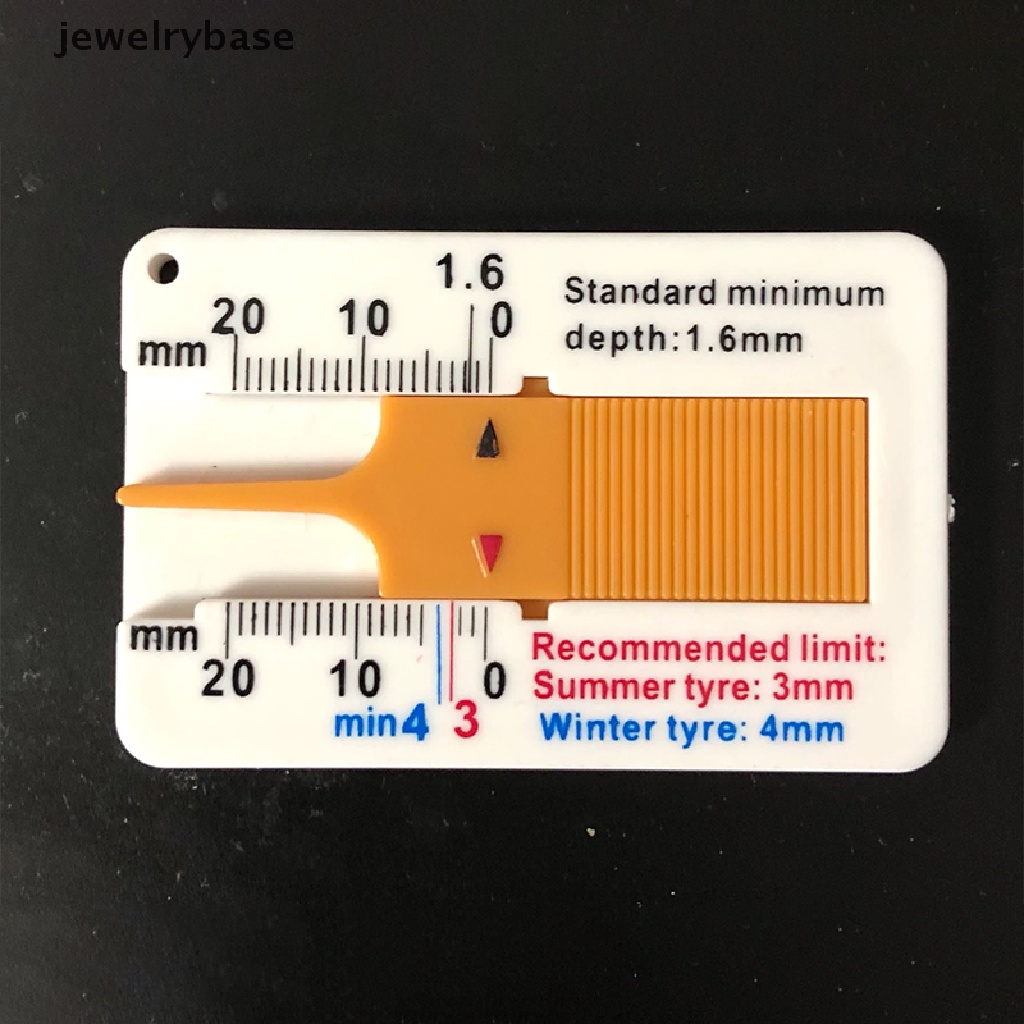 jewelrybase
1.6
20 10 0
mm
Standard minimum
depth:1.6mm
mm
20 10 0
min4 3
Recommended limit:
Summer tyre: 3mm
Winter tyre: 4mm